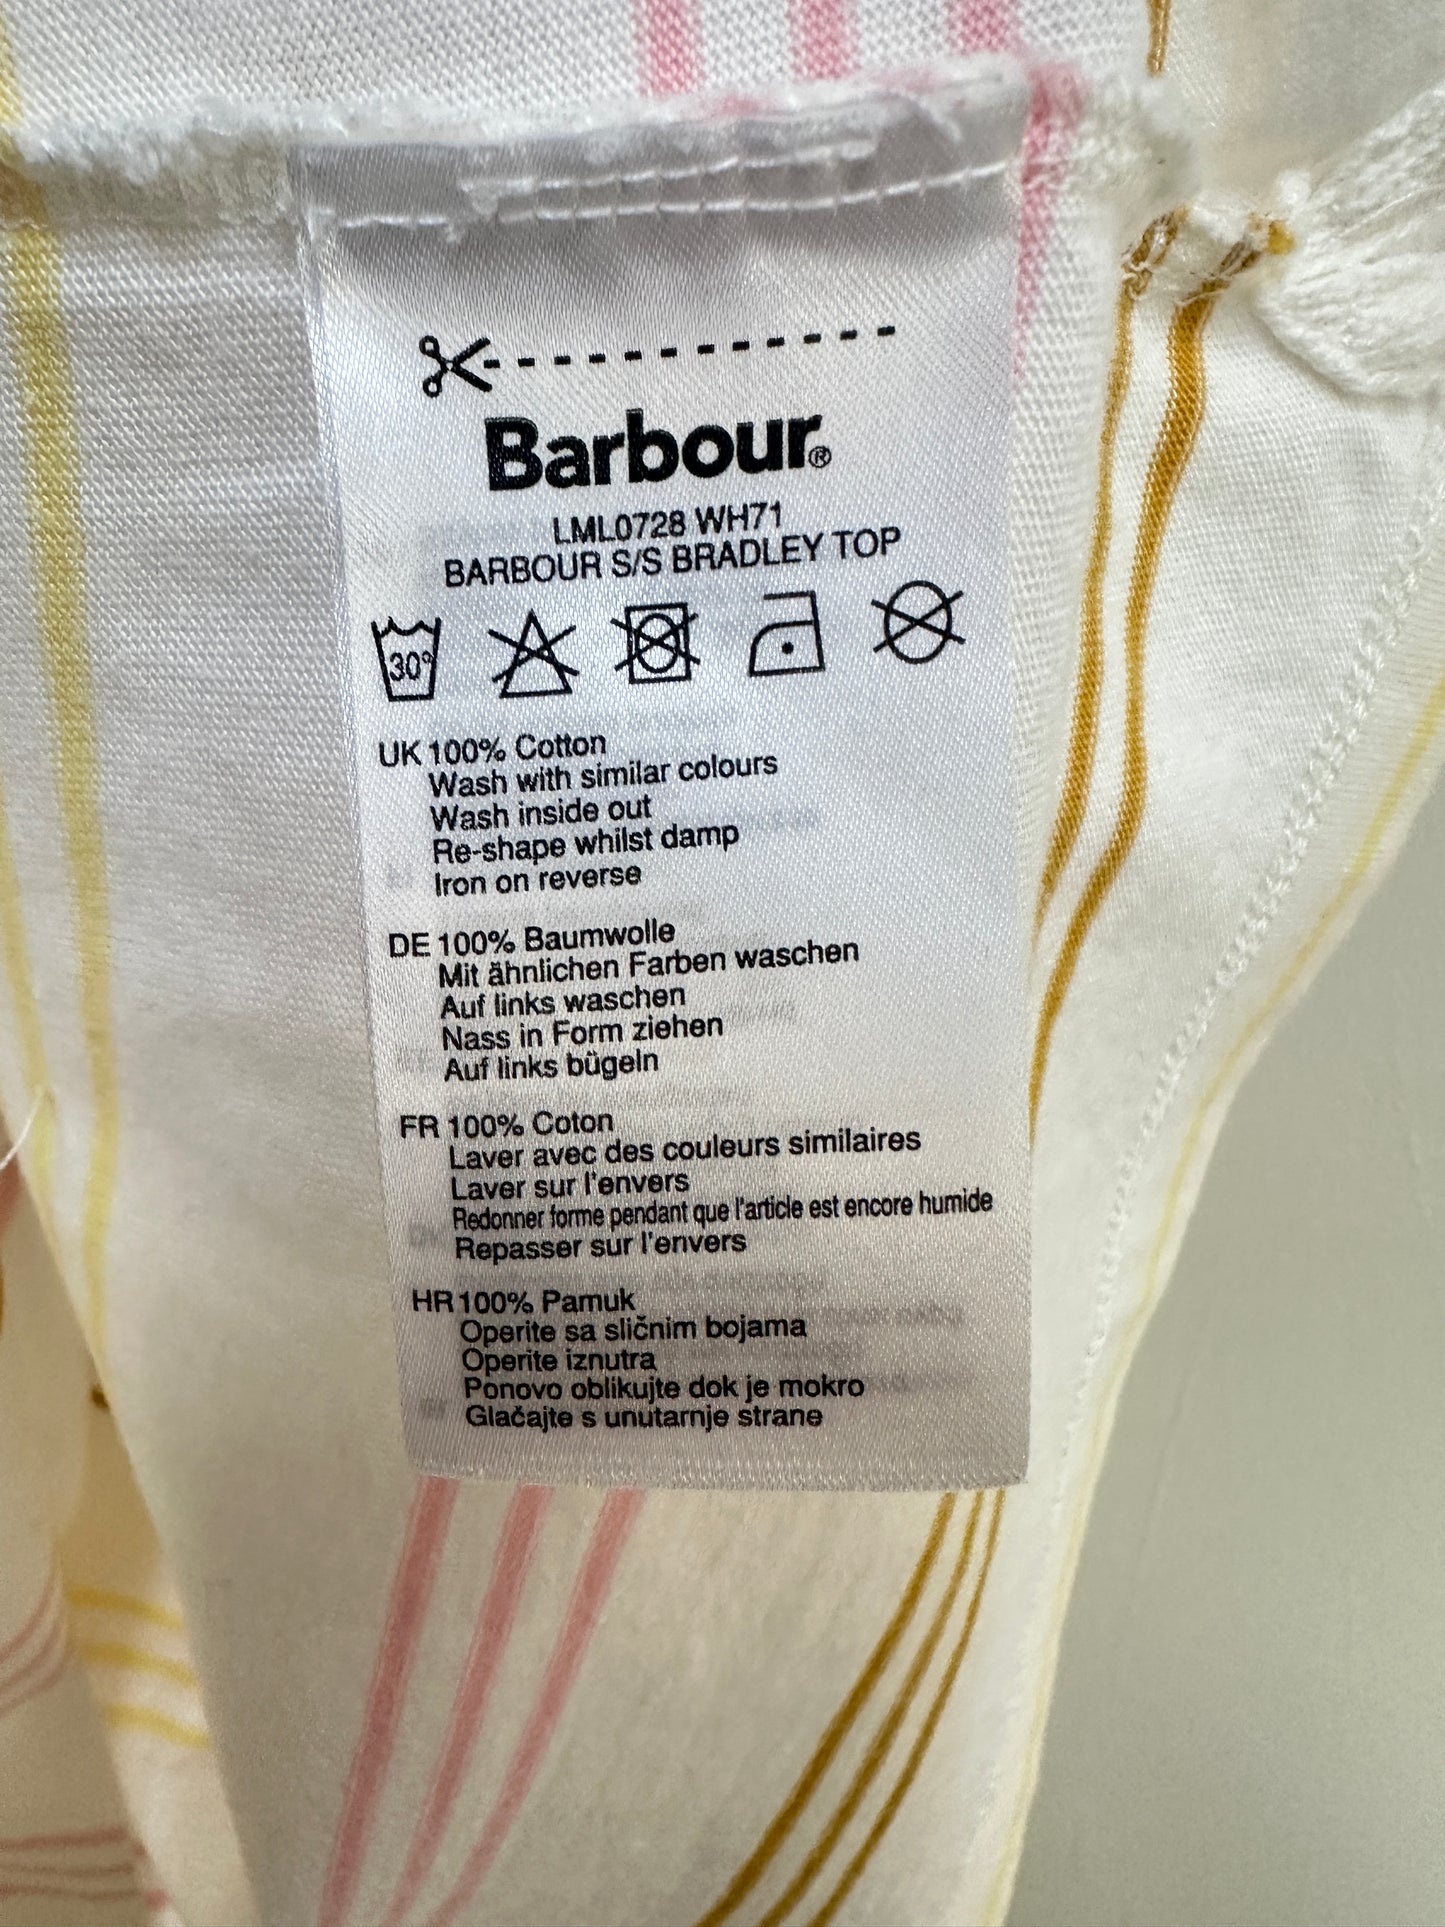 Barbour®
LML0728 WH71
BARBOUR S/S BRADLEY TOP
30°
UK 100% Cotton
Wash with similar colours
Wash inside out
Re-shape whilst damp
Iron on reverse
DE 100% Baumwolle
Mit ähnlichen Farben waschen
Auf links waschen
Nass in Form ziehen
Auf links bügeln
FR 100% Coton
Laver avec des couleurs similaires
Laver sur l'envers
Redonner forme pendant que l'article est encore humide
Repasser sur l'envers
HR 100% Pamuk
Operite sa sličnim bojama
Operite iznutra
Ponovo oblikujte dok je mokro
Glačajte s unutarnje strane